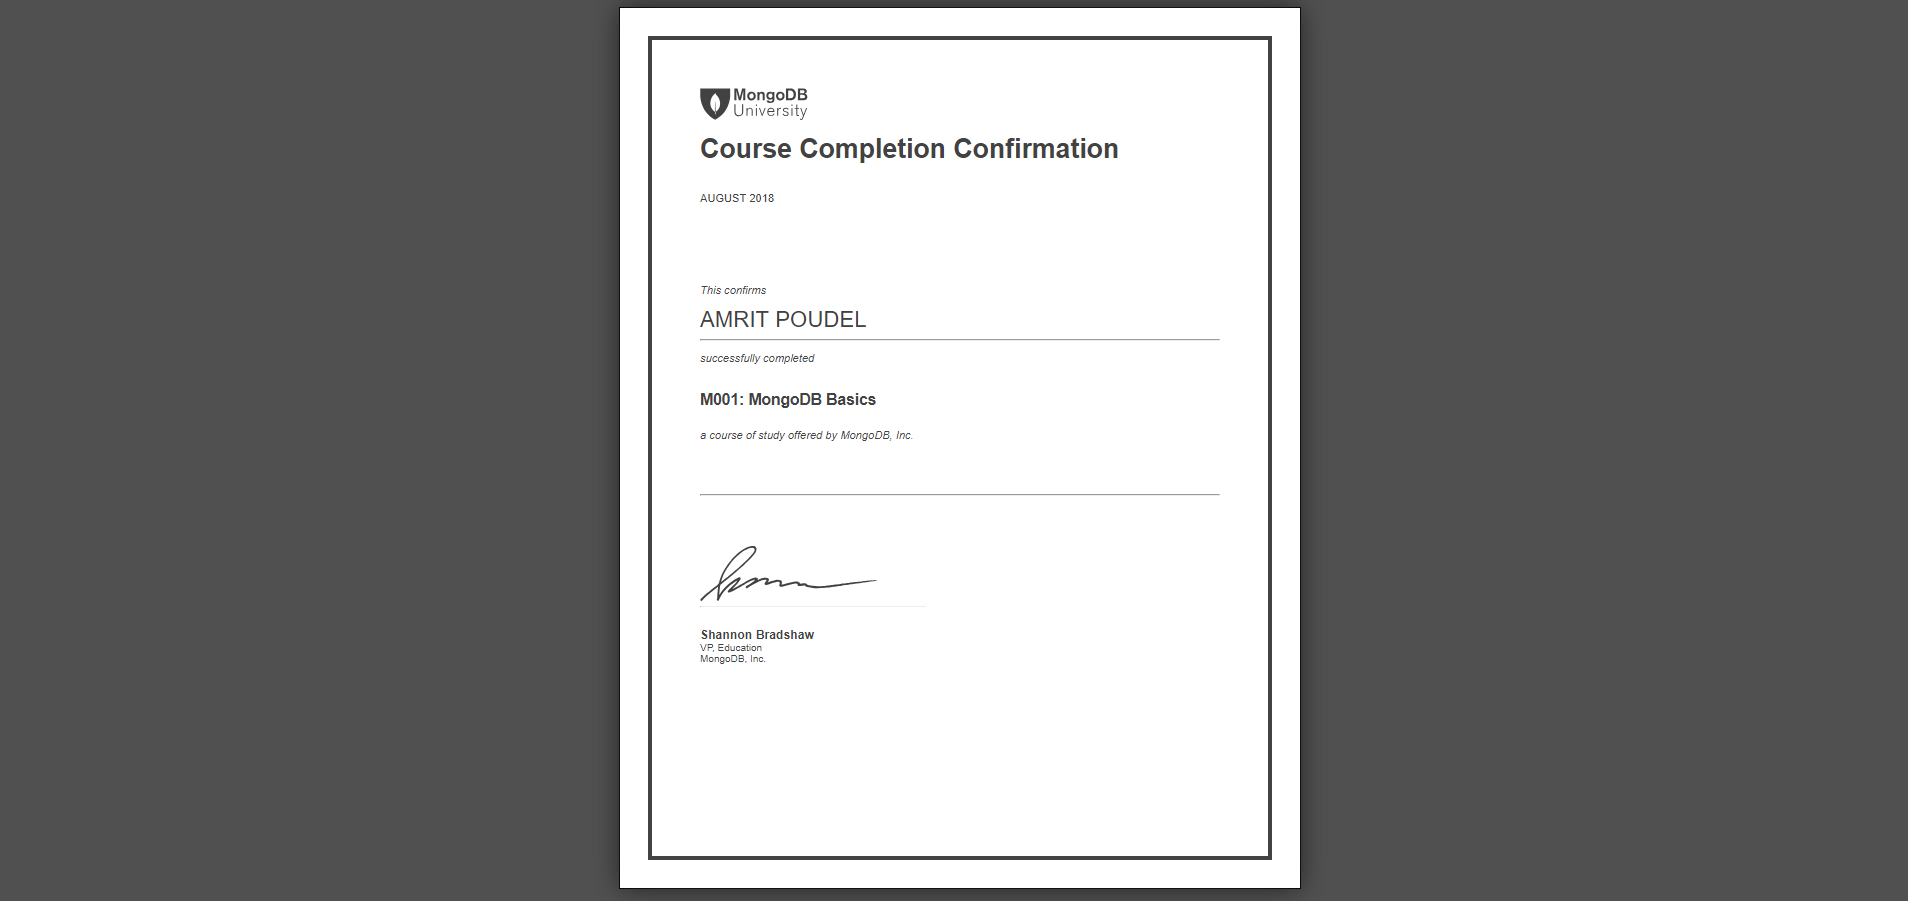 MongoDB
University
Course Completion Confirmation
AUGUST 2018
This confirms
AMRIT POUDEL
successfully completed
M001: MongoDB Basics
a course of study offered by MongoDB, Inc.
Shannon Bradshaw
VP, Education
MongoDB, Inc.